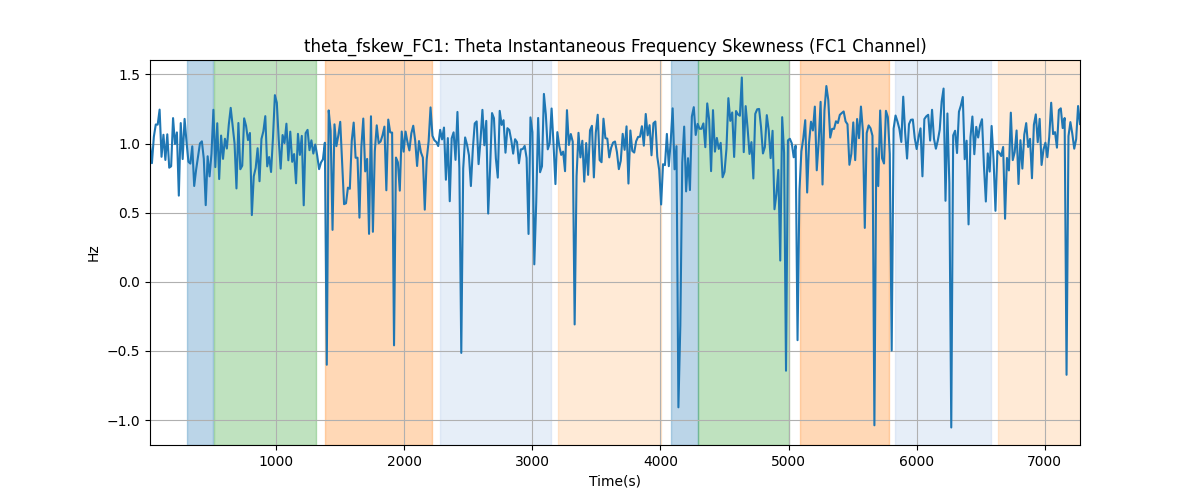 theta_fskew_FC1: Theta Instantaneous Frequency Skewness (FC1 Channel)
1.5
1.0
0.5
0.0
−0.5
−1.0
Hz
1000 2000 3000 4000 5000 6000 7000
Time(s)